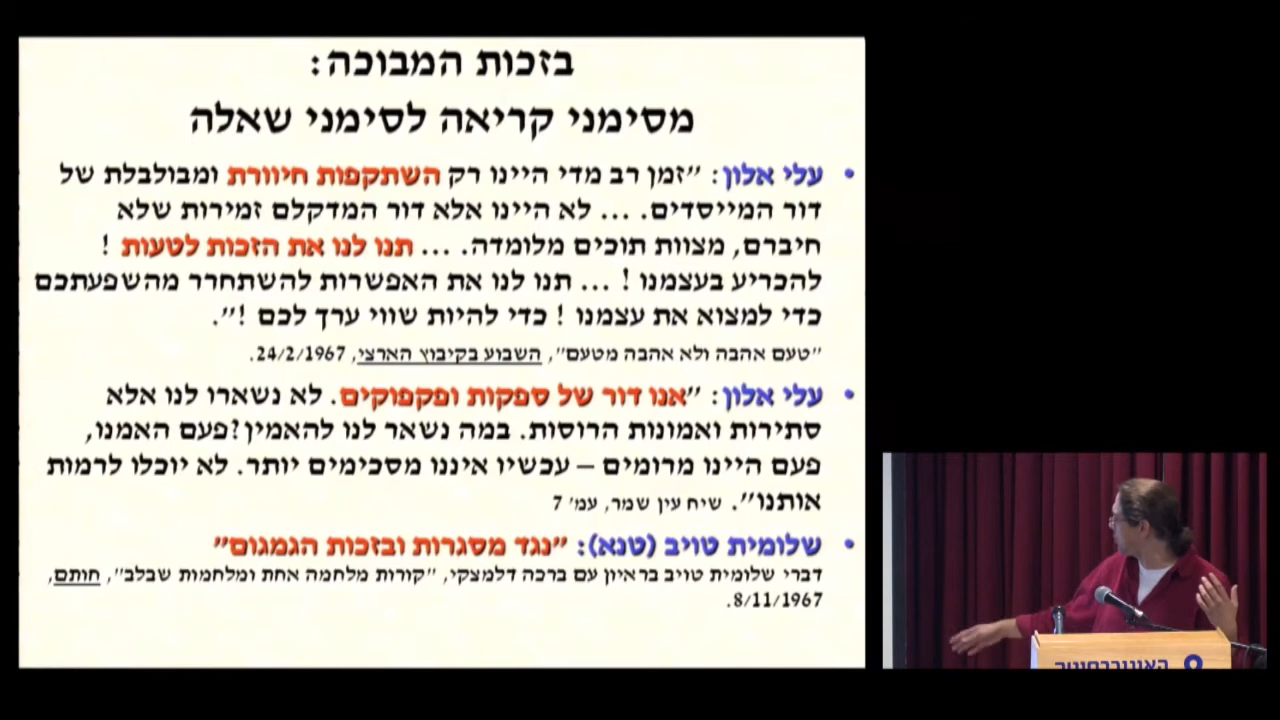 בזכות המבוכה:
מסימני קריאה לסימני שאלה
• עלי אלון: ״זמן רב מדי היינו רק השתקפות חיוורת ומבולבלת של
דור המייסדים. ... לא היינו אלא דור המדקלם זמירות שלא
חיברם, מצוות תוכים מלומדה. ... תנו לנו את הזכות לטעות !
להכריע בעצמנו ! ... תנו לנו את האפשרות להשתחרר מהשפעתכם
כדי למצוא את עצמנו ! כדי להיות שווי ערך לכם !״.
״טעם אהבה ולא אהבה מטעם״, השבוע בקיבוץ הארצי, 24/2/1967.
• עלי אלון: ״אנו דור של ספקות ופקפוקים. לא נשארו לנו אלא
סתירות ואמונות הרוסות. במה נשאר לנו להאמין?פעם האמנו,
פעם היינו מרומים – עכשיו איננו מסכימים יותר. לא יוכלו לרמות
אותנו״. שיח עין שמר, עמ׳ 7
• שלומית טויב (טנא): ״נגד מסגרות ובזכות הגמגום״
דברי שלומית טויב בראיון עם ברכה דלמצקי, ״קורות מלחמה אחת ומלחמות שבלב״, חותם,
8/11/1967.
האוניברסיטה